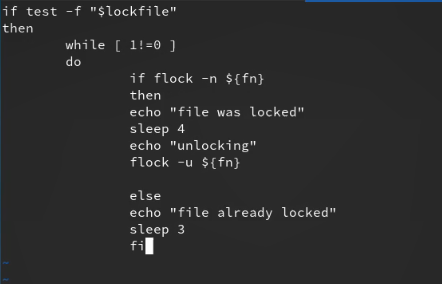 if test -f "$lockfile"
then
while [ 1!=0 ]
do
if flock -n ${fn}
then
echo "file was locked"
sleep 4
echo "unlocking"
flock -u ${fn}
else
echo "file already locked"
sleep 3
fi
~
~